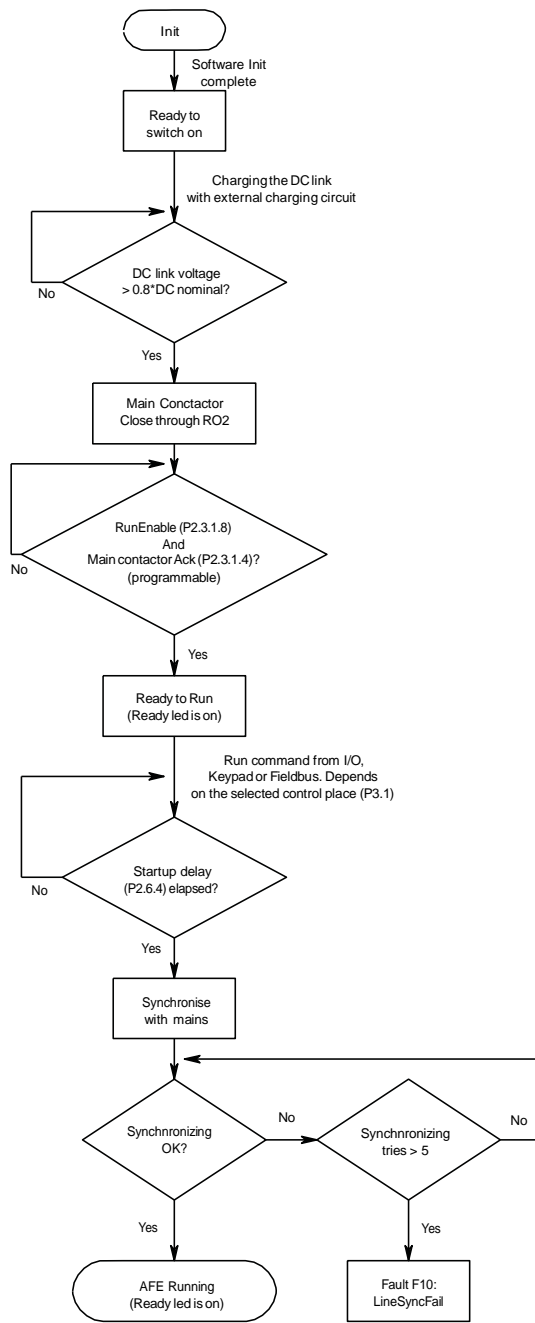 Init
Software Init
complete
Ready to
switch on
Charging the DC link
with external charging circuit
DC link voltage
> 0.8*DC nominal?
No
Yes
Main Conctactor
Close through RO2
RunEnable (P2.3.1.8)
And
Main contactor Ack (P2.3.1.4)?
(programmable)
No
Yes
Ready to Run
(Ready led is on)
Run command from I/O,
Keypad or Fieldbus. Depends
on the selected control place (P3.1)
Startup delay
(P2.6.4) elapsed?
No
Yes
Synchronise
with mains
Synchnronizing
OK?
No
Synchnronizing
tries > 5
No
Yes
Yes
AFE Running
(Ready led is on)
Fault F10:
LineSyncFail